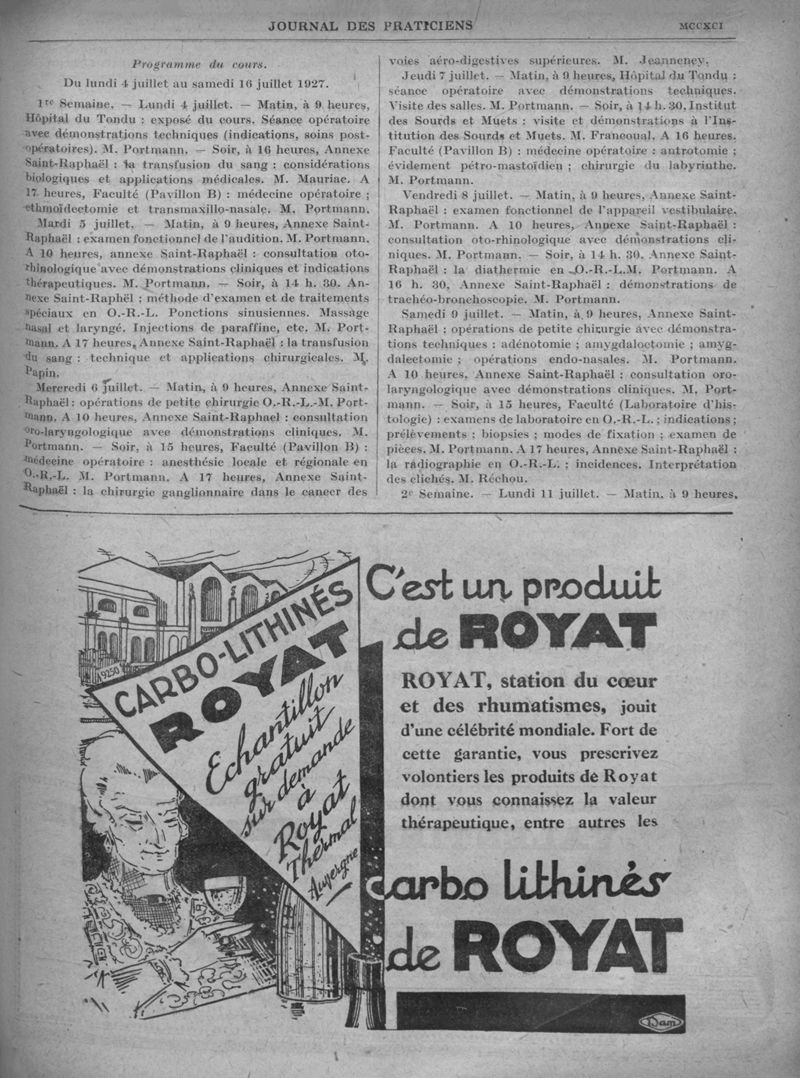 JOURNAL DES PRATICIENS
MCCXCI
Programme du cours.
Du lundi 4 juillet au samedi 16 juillet 1927.
1re Semaine. — Lundi 4 juillet. — Matin, à 9 heures,
Hôpital du Tondu : exposé du cours. Séance opératoire
avec démonstrations techniques (indications, soins post-
opératoires). M. Portmann. — Soir, à 16 heures, Annexe
Saint-Raphaël : la transfusion du sang : considérations
biologiques et applications médicales. M. Mauriac. A
17 heures, Faculté (Pavillon B) : médecine opératoire ;
ethmoïdectomie et transmaxillo-nasale. M. Portmann.
Mardi 5 juillet. — Matin, à 9 heures, Annexe Saint-
Raphaël : examen fonctionnel de l'audition. M. Portmann.
A 10 heures, annexe Saint-Raphaël : consultation oto-
rhinologique avec démonstrations cliniques et indications
thérapeutiques. M. Portmann. — Soir, à 14 h. 30. An-
nexe Saint-Raphël : méthode d'examen et de traitements
spéciaux en O.-R.-L. Ponctions sinusiennes. Massage
nasal et laryngé. Injections de paraffine, etc. M. Port-
mann. A 17 heures, Annexe Saint-Raphaël : la transfusion
du sang : technique et applications chirurgicales. M.
Papin.
Mercredi 6 juillet. — Matin, à 9 heures, Annexe Saint-
Raphaël : opérations de petite chirurgie O.-R.-L.-M. Port-
mann. A 10 heures, Annexe Saint-Raphael : consultation
oro-laryngologique avec démonstrations cliniques. M.
Portmann. — Soir, à 15 heures, Faculté (Pavillon B) :
médecine opératoire : anesthésie locale et régionale en
O.-R.-L. M. Portmann. A 17 heures, Annexe Saint-
Raphaël : la chirurgie ganglionnaire dans le cancer des
voies aéro-digestives supérieures. M. Jeanneney.
Jeudi 7 juillet. — Matin, à 9 heures, Hôpital du Tondu :
séance opératoire avec démonstrations techniques.
Visite des salles. M. Portmann. — Soir, à 14 h. 30, Institut
des Sourds et Muets : visite et démonstrations à l'Ins-
titution des Sourds et Muets. M. Francoual. A 16 heures.
Faculté (Pavillon B) : médecine opératoire : antrotomie ;
évidement pétro-mastoïdien ; chirurgie du labyrinthe.
M. Portmann.
Vendredi 8 juillet. — Matin, à 9 heures, Annexe Saint-
Raphaël : examen fonctionnel de l'appareil vestibulaire.
M. Portmann. A 10 heures, Annexe Saint-Raphaël :
consultation oto-rhinologique avec démonstrations cli-
niques. M. Portmann. — Soir, à 14 h. 30, Annexe Saint-
Raphaël : la diathermie en O.-R.-L.M. Portmann. A
16 h. 30, Annexe Saint-Raphaël : démonstrations de
trachéo-bronchoscopie. M. Portmann.
Samedi 9 juillet. — Matin, à 9 heures, Annexe Saint-
Raphaël : opérations de petite chirurgie avec démonstra-
tions techniques : adénotomie ; amygdaloctomie ; amyg-
dalectomie ; opérations endo-nasales. M. Portmann.
A 10 heures, Annexe Saint-Raphaël : consultation oro-
laryngologique avec démonstrations cliniques. M. Port-
mann. — Soir, à 15 heures, Faculté (Laboratoire d'his-
tologie) : examens de laboratoire en O.-R.-L. ; indications ;
prélèvements ; biopsies ; modes de fixation ; examen de
pièces. M. Portmann. A 17 heures, Annexe Saint-Raphaël :
la radiographie en O.-R.-L. ; incidences. Interprétation
des clichés. M. Réchou.
2e Semaine. — Lundi 11 juillet. — Matin, à 9 heures,
19250
CARBO-LITHINÉS
ROYAT
Echantillon
gratuit
sur demande
à
Royat
Thermal
Auvergne
C'est un produit
de ROYAT
ROYAT, station du cœur
et des rhumatismes, jouit
d'une célébrité mondiale. Fort de
cette garantie, vous prescrivez
volontiers les produits de Royat
dont vous connaissez la valeur
thérapeutique, entre autres les
carbo lithinés
de ROYAT
Dam